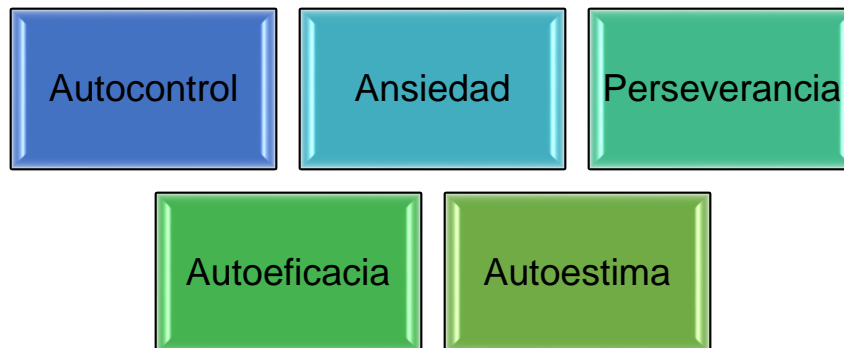 Autocontrol
Ansiedad
Perseverancia
Autoeficacia
Autoestima